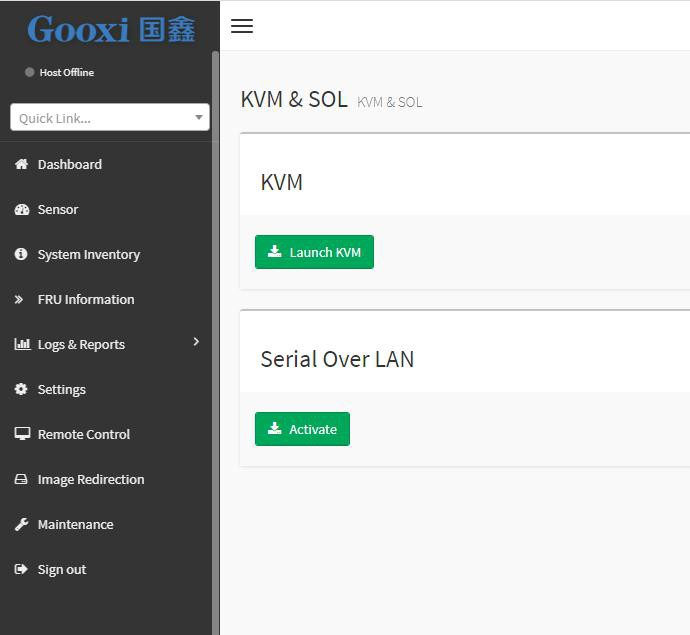 Gooxi 国鑫
Host Offline
Quick Link...
Dashboard
Sensor
System Inventory
FRU Information
Logs & Reports
Settings
Remote Control
Image Redirection
Maintenance
Sign out
KVM & SOL KVM & SOL
KVM
Launch KVM
Serial Over LAN
Activate